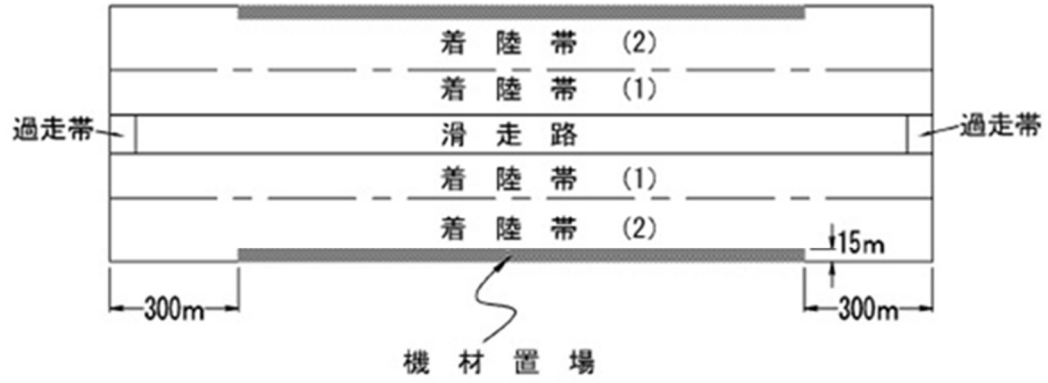 着陸帯 (2)
着陸帯 (1)
過走帯
滑走路
過走帯
着陸帯 (1)
着陸帯 (2)
15m
300m
300m
機材置場